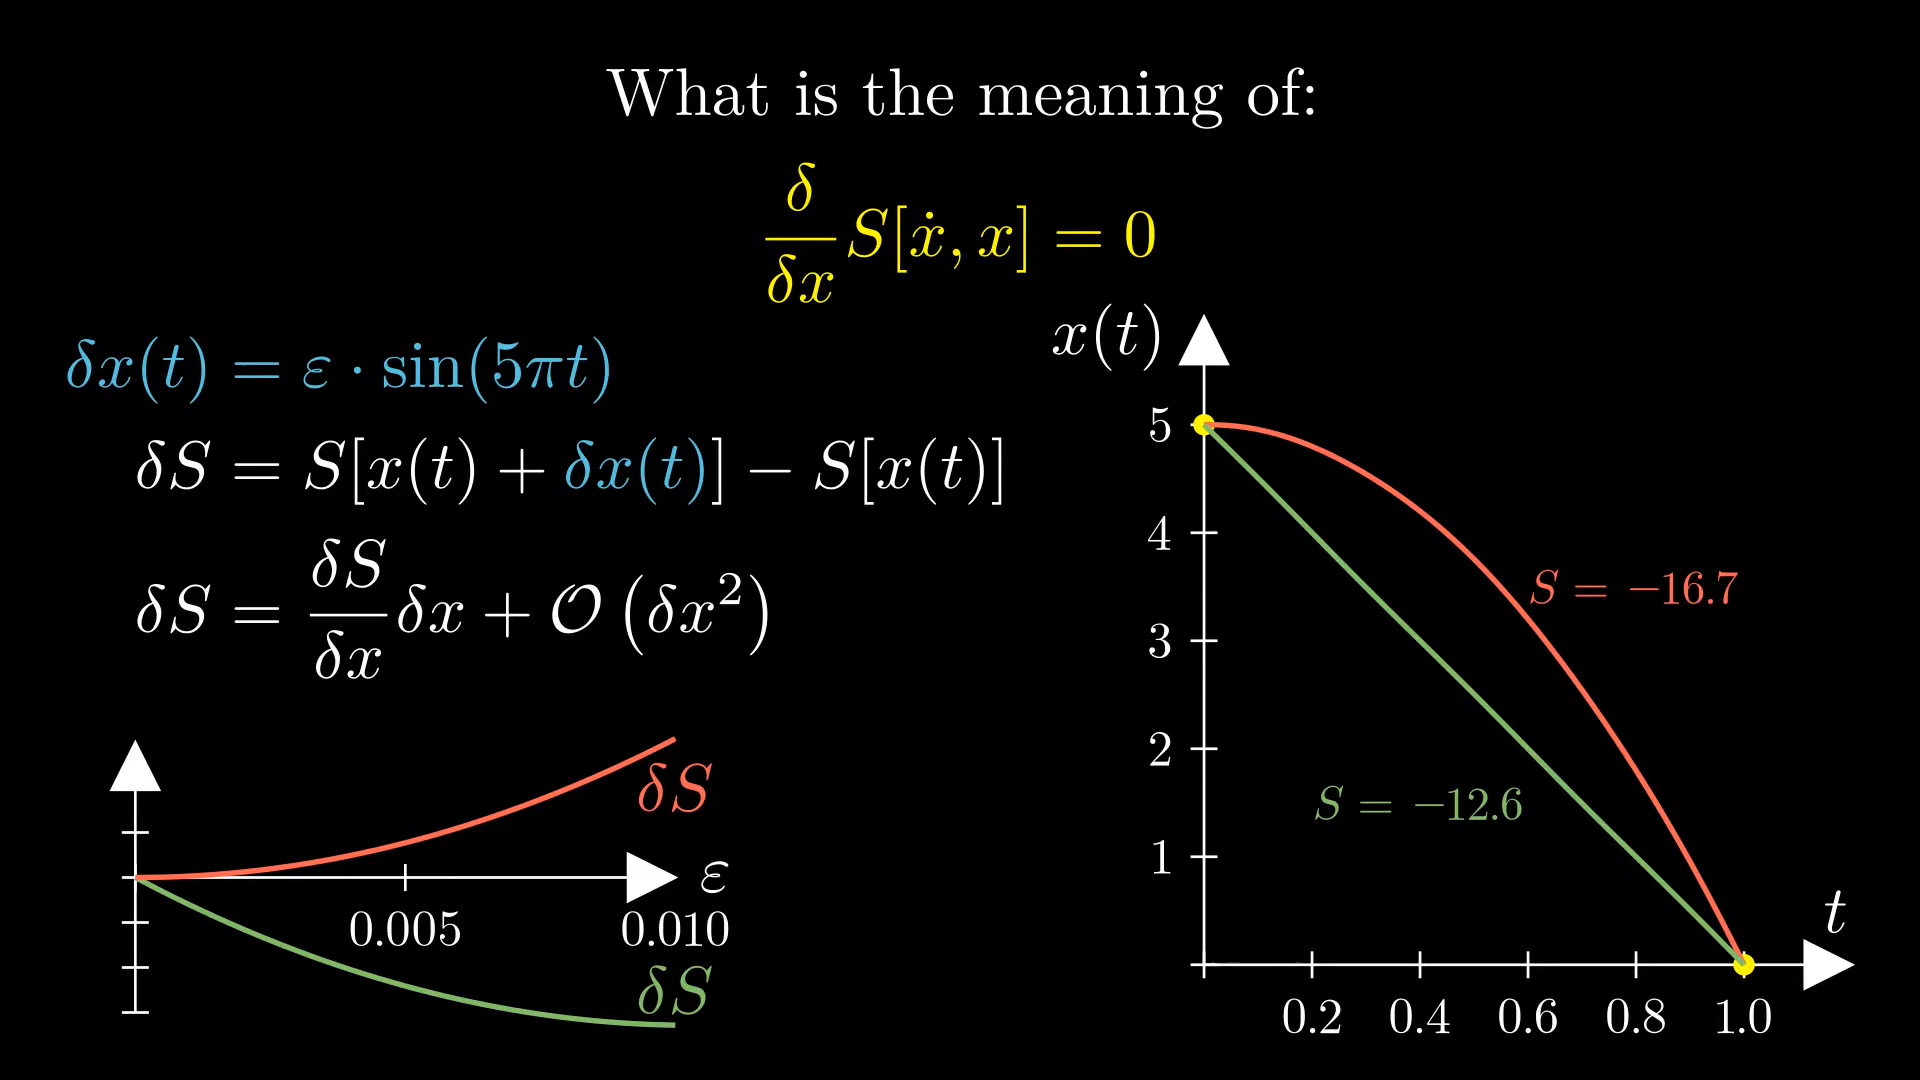 What is the meaning of:
δ/δx S[ẋ, x] = 0
δx(t) = ε · sin(5πt)
δS = S[x(t) + δx(t)] − S[x(t)]
δS = δS/δx δx + 𝒪(δx²)
δS
ε
0.005 0.010
δS
x(t)
5
4
3
2
1
S = −16.7
S = −12.6
t
0.2 0.4 0.6 0.8 1.0